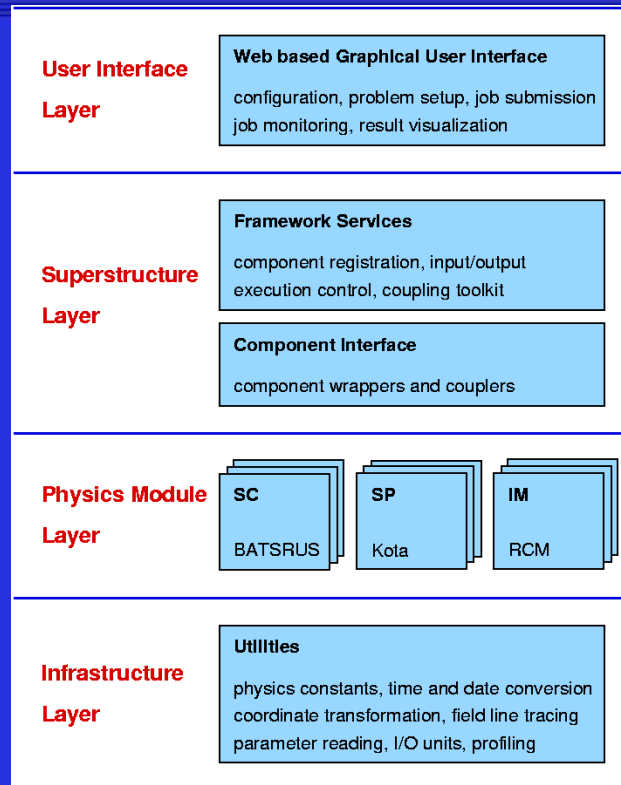 User Interface
Layer
Web based Graphical User Interface
configuration, problem setup, job submission
job monitoring, result visualization
Superstructure
Layer
Framework Services
component registration, input/output
execution control, coupling toolkit
Component Interface
component wrappers and couplers
Physics Module
Layer
SC
BATSRUS
SP
Kota
IM
RCM
Infrastructure
Layer
Utilities
physics constants, time and date conversion
coordinate transformation, field line tracing
parameter reading, I/O units, profiling